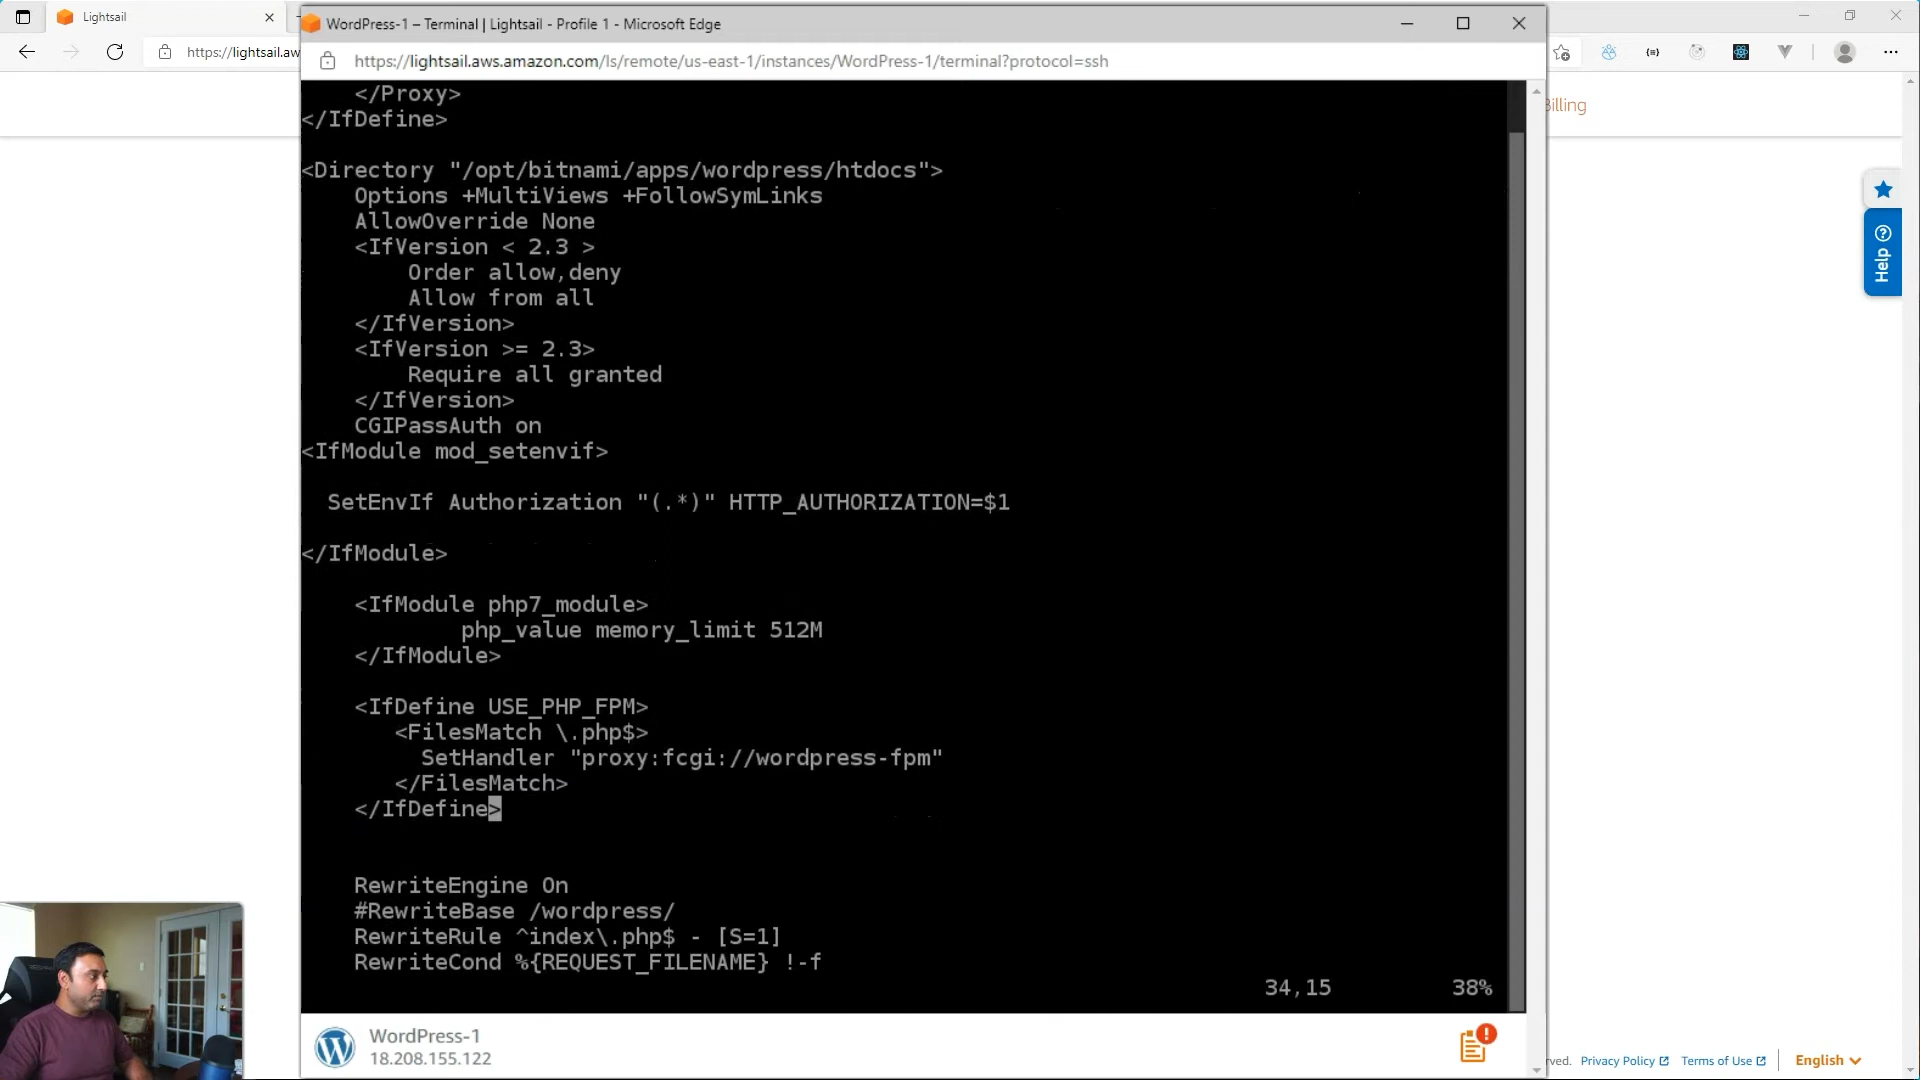 Lightsail
WordPress-1 – Terminal | Lightsail - Profile 1 - Microsoft Edge
https://lightsail.aw
https://lightsail.aws.amazon.com/ls/remote/us-east-1/instances/WordPress-1/terminal?protocol=ssh
Billing
Help
</Proxy>
</IfDefine>
<Directory "/opt/bitnami/apps/wordpress/htdocs">
Options +MultiViews +FollowSymLinks
AllowOverride None
<IfVersion < 2.3 >
Order allow,deny
Allow from all
</IfVersion>
<IfVersion >= 2.3>
Require all granted
</IfVersion>
CGIPassAuth on
<IfModule mod_setenvif>
SetEnvIf Authorization "(.*)" HTTP_AUTHORIZATION=$1
</IfModule>
<IfModule php7_module>
php_value memory_limit 512M
</IfModule>
<IfDefine USE_PHP_FPM>
<FilesMatch \.php$>
SetHandler "proxy:fcgi://wordpress-fpm"
</FilesMatch>
</IfDefine>
RewriteEngine On
#RewriteBase /wordpress/
RewriteRule ^index\.php$ - [S=1]
RewriteCond %{REQUEST_FILENAME} !-f
34,15 38%
WordPress-1
18.208.155.122
rved. Privacy Policy Terms of Use English